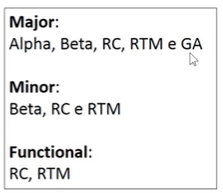 Major:
Alpha, Beta, RC, RTM e GA
Minor:
Beta, RC e RTM
Functional:
RC, RTM